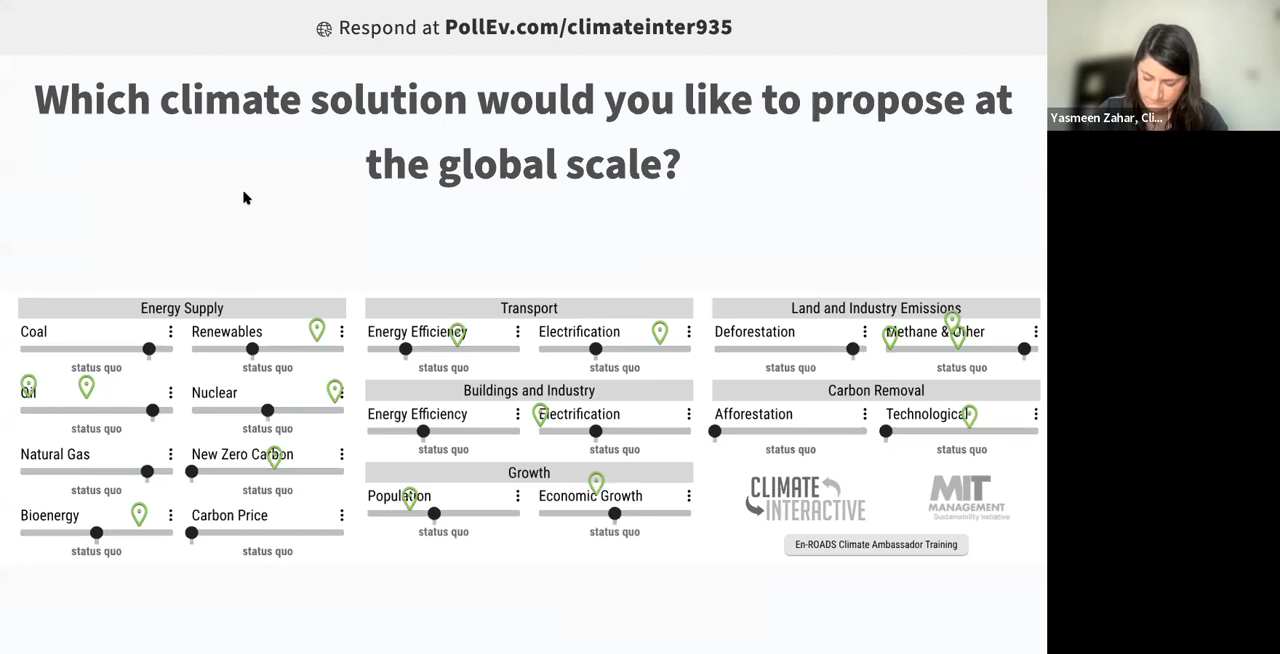 Respond at PollEv.com/climateinter935
Which climate solution would you like to propose at
the global scale?
Yasmeen Zahar, Cli...
Energy Supply
Coal
status quo
Renewables
status quo
Oil
status quo
Nuclear
status quo
Natural Gas
status quo
New Zero Carbon
status quo
Bioenergy
status quo
Carbon Price
status quo
Transport
Energy Efficiency
status quo
Electrification
status quo
Buildings and Industry
Energy Efficiency
status quo
Electrification
status quo
Growth
Population
status quo
Economic Growth
status quo
Land and Industry Emissions
Deforestation
status quo
Methane & Other
status quo
Carbon Removal
Afforestation
status quo
Technological
status quo
CLIMATE
INTERACTIVE
MIT
MANAGEMENT
Sustainability Initiative
En-ROADS Climate Ambassador Training